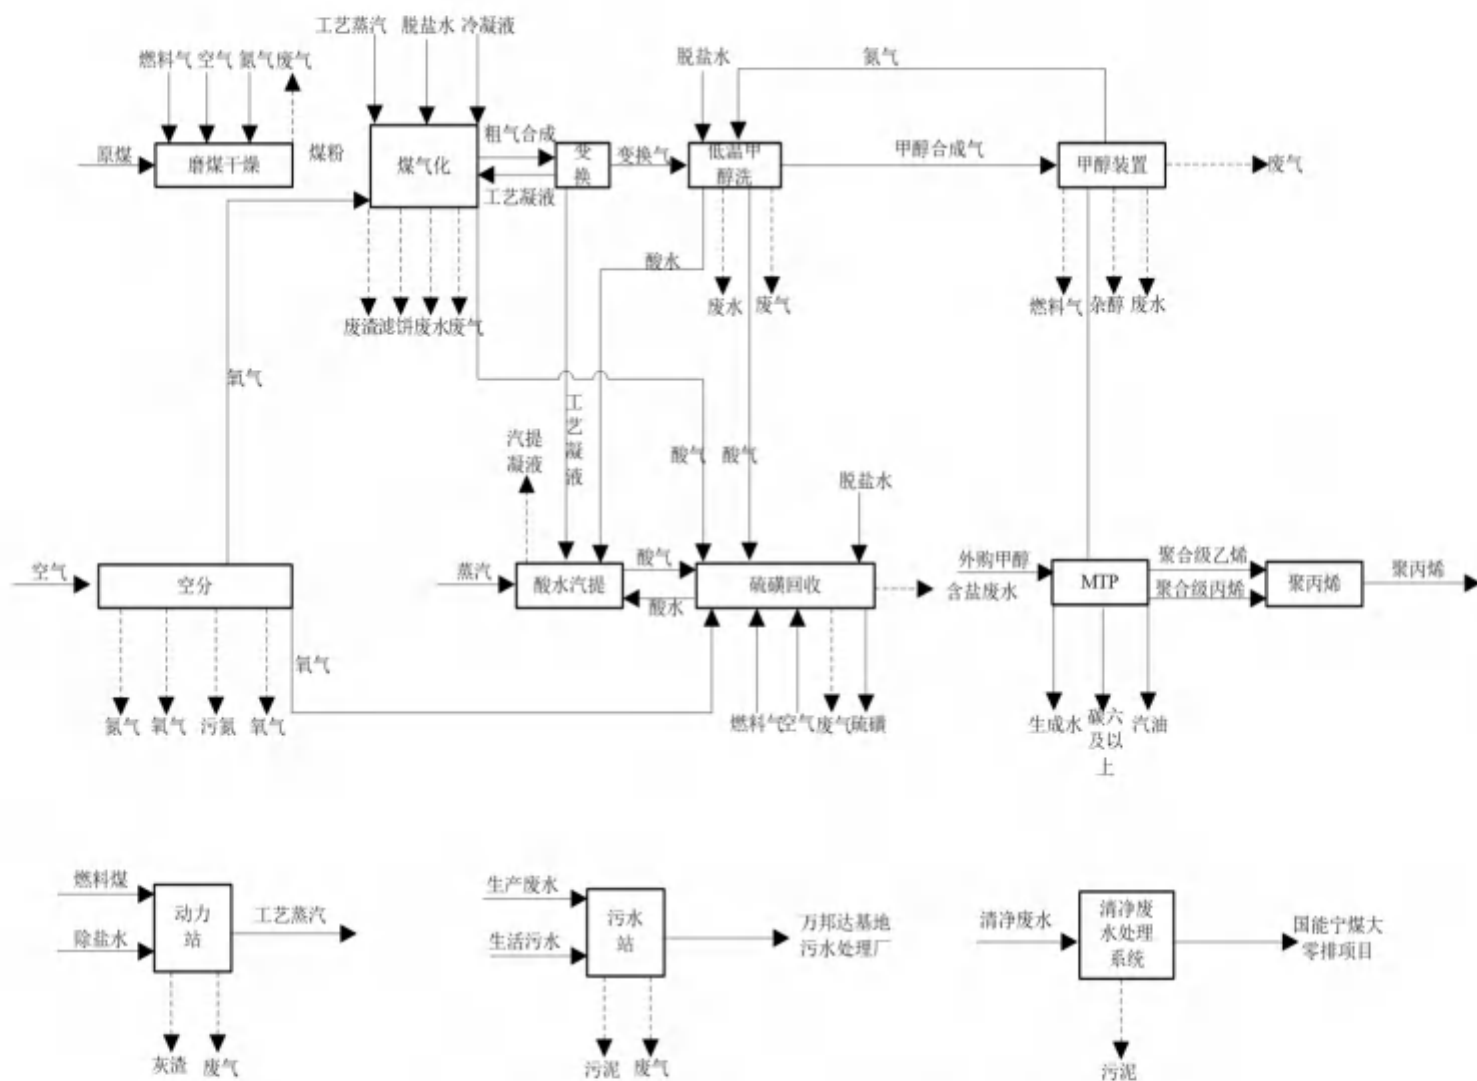 工艺蒸汽 脱盐水 冷凝液
燃料气 空气 氮气 废气
脱盐水
氮气
原煤
磨煤干燥
煤粉
煤气化
粗气合成
工艺凝液
变
换
变换气
低温甲
醇洗
甲醇合成气
甲醇装置
废气
酸水
废渣 滤饼 废水 废气
废水 废气
燃料气 杂醇 废水
氧气
工
艺
凝
液
汽提
凝液
酸气 酸气
脱盐水
空气
空分
蒸汽
酸水汽提
酸气
酸水
硫磺回收
含盐废水
外购甲醇
MTP
聚合级乙烯
聚合级丙烯
聚丙烯
聚丙烯
氧气
氮气 氧气 污氮 氧气
燃料气 空气 废气 硫磺
生成水
碳六
及以
上
汽油
燃料煤
除盐水
动力
站
工艺蒸汽
灰渣 废气
生产废水
生活污水
污水
站
万邦达基地
污水处理厂
污泥 废气
清净废水
清净废
水处理
系统
国能宁煤大
零排项目
污泥